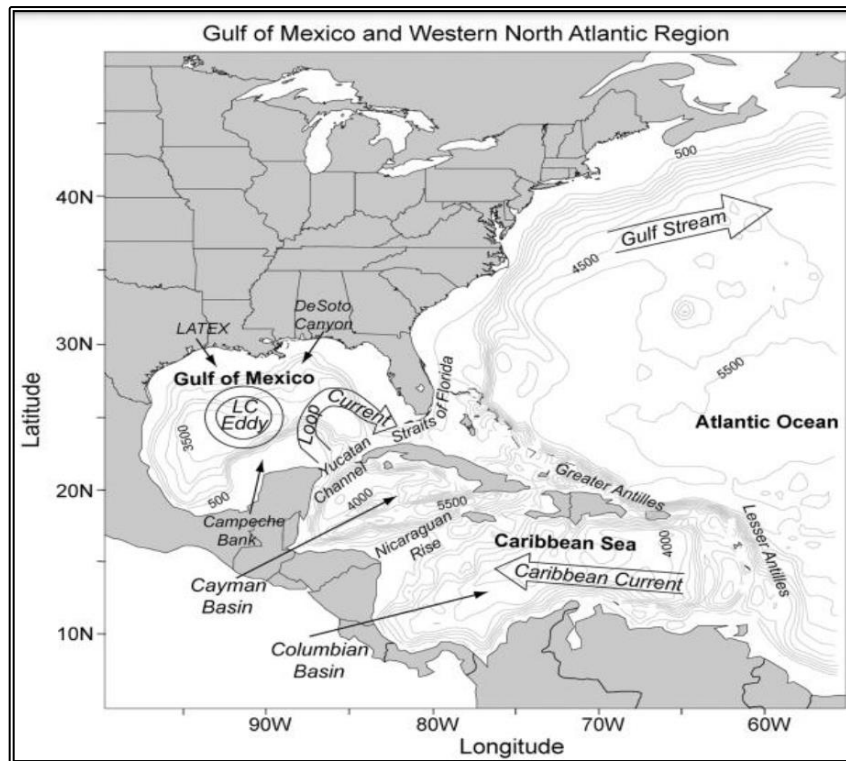 Gulf of Mexico and Western North Atlantic Region
500
40N
Gulf Stream
4500
DeSoto
Canyon
LATEX
30N
Gulf of Mexico
5500
LC
Eddy
Loop
Current
Straits of Florida
Atlantic Ocean
3500
Yucatan
Channel
500
20N
4000
5500
Greater Antilles
Lesser Antilles
Campeche
Bank
Nicaraguan
Rise
Caribbean Sea
4000
Cayman
Basin
Caribbean Current
10N
Columbian
Basin
Latitude
90W
80W
70W
60W
Longitude